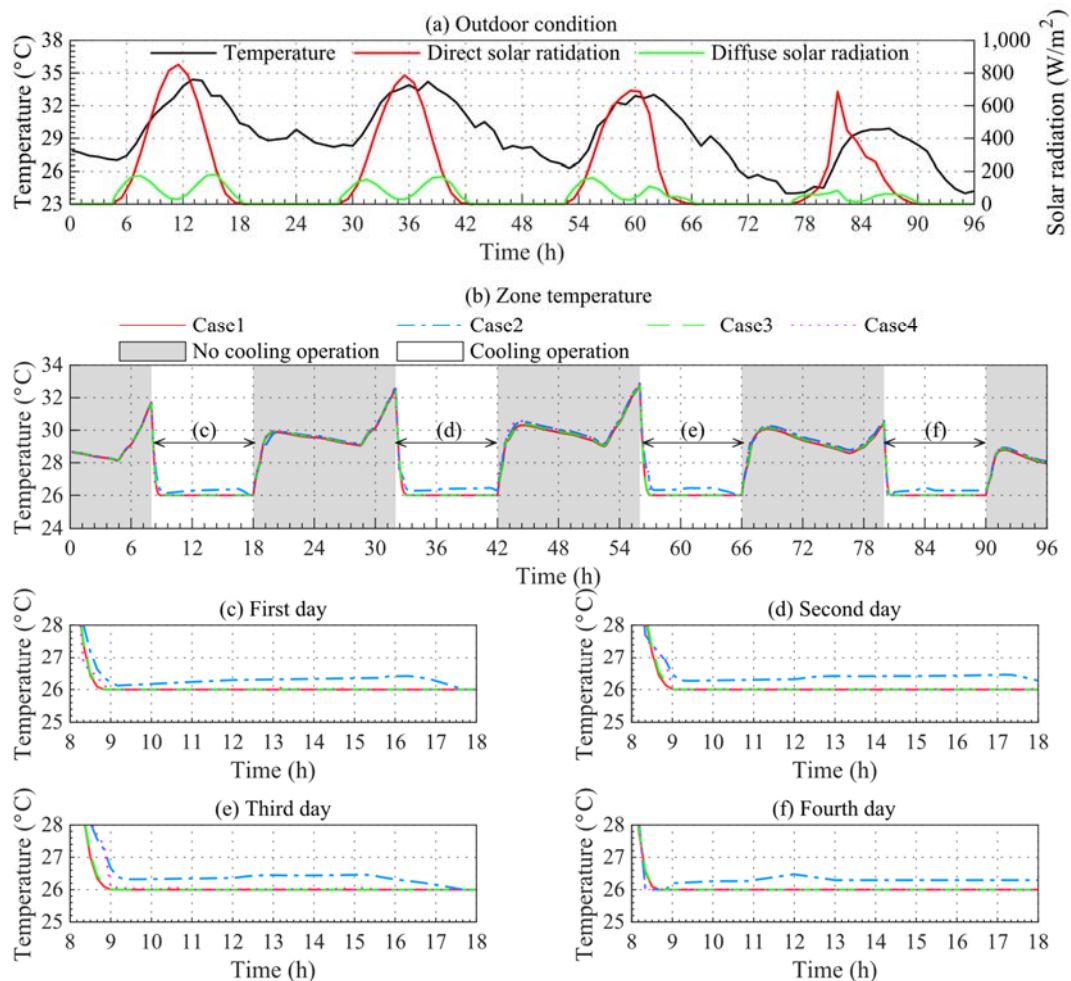 (a) Outdoor condition
Temperature Direct solar ratidation Diffuse solar radiation
Temperature (°C)
38
35
32
29
26
23
1,000
800
600
400
200
0
Solar radiation (W/m²)
0 6 12 18 24 30 36 42 48 54 60 66 72 78 84 90 96
Time (h)
(b) Zone temperature
Case1 Case2 Case3 Case4
No cooling operation Cooling operation
Temperature (°C)
34
32
30
28
26
24
(c) (d) (e) (f)
0 6 12 18 24 30 36 42 48 54 60 66 72 78 84 90 96
Time (h)
(c) First day
Temperature (°C)
28
27
26
25
8 9 10 11 12 13 14 15 16 17 18
Time (h)
(d) Second day
Temperature (°C)
28
27
26
25
8 9 10 11 12 13 14 15 16 17 18
Time (h)
(e) Third day
Temperature (°C)
28
27
26
25
8 9 10 11 12 13 14 15 16 17 18
Time (h)
(f) Fourth day
Temperature (°C)
28
27
26
25
8 9 10 11 12 13 14 15 16 17 18
Time (h)